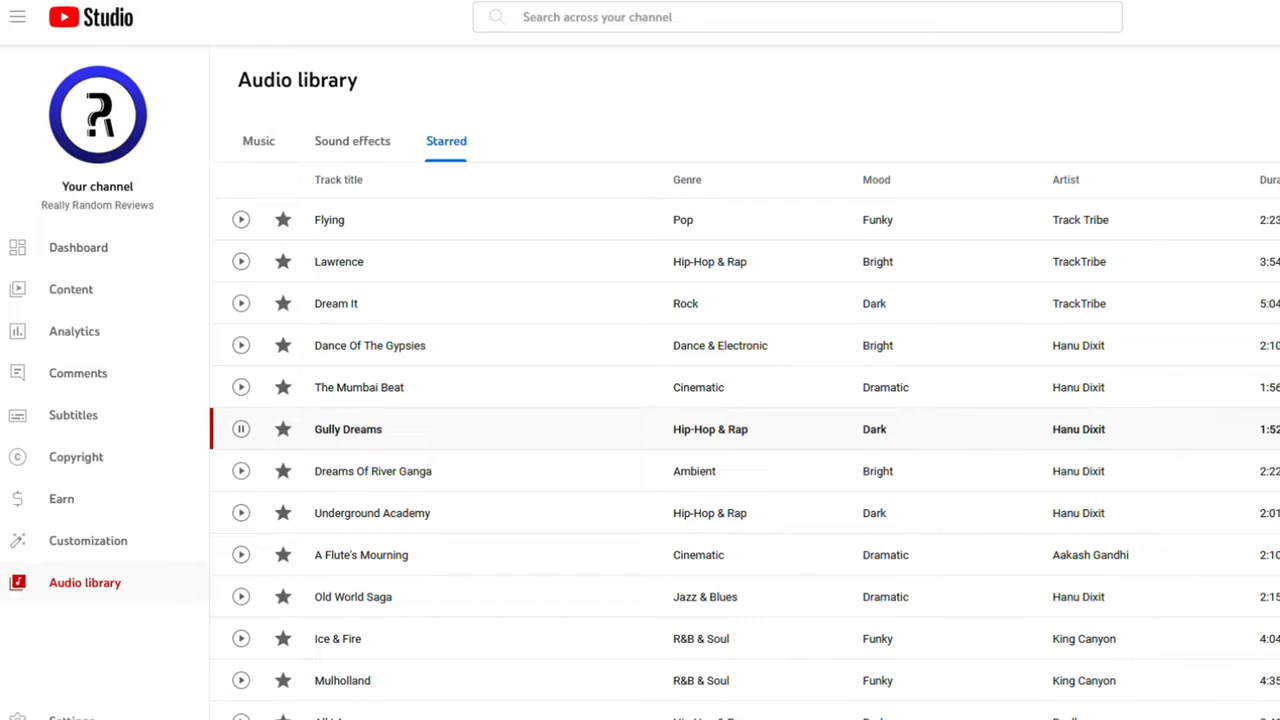 Studio
Search across your channel
Audio library
Music Sound effects Starred
Your channel
Really Random Reviews
Dashboard
Content
Analytics
Comments
Subtitles
Copyright
Earn
Customization
Audio library
Track title Genre Mood Artist
Flying Pop Funky Track Tribe 2:23
Lawrence Hip-Hop & Rap Bright TrackTribe 3:54
Dream It Rock Dark TrackTribe 5:04
Dance Of The Gypsies Dance & Electronic Bright Hanu Dixit 2:10
The Mumbai Beat Cinematic Dramatic Hanu Dixit 1:56
Gully Dreams Hip-Hop & Rap Dark Hanu Dixit 1:52
Dreams Of River Ganga Ambient Bright Hanu Dixit 2:22
Underground Academy Hip-Hop & Rap Dark Hanu Dixit 2:01
A Flute's Mourning Cinematic Dramatic Aakash Gandhi 2:10
Old World Saga Jazz & Blues Dramatic Hanu Dixit 2:15
Ice & Fire R&B & Soul Funky King Canyon 4:04
Mulholland R&B & Soul Funky King Canyon 4:35